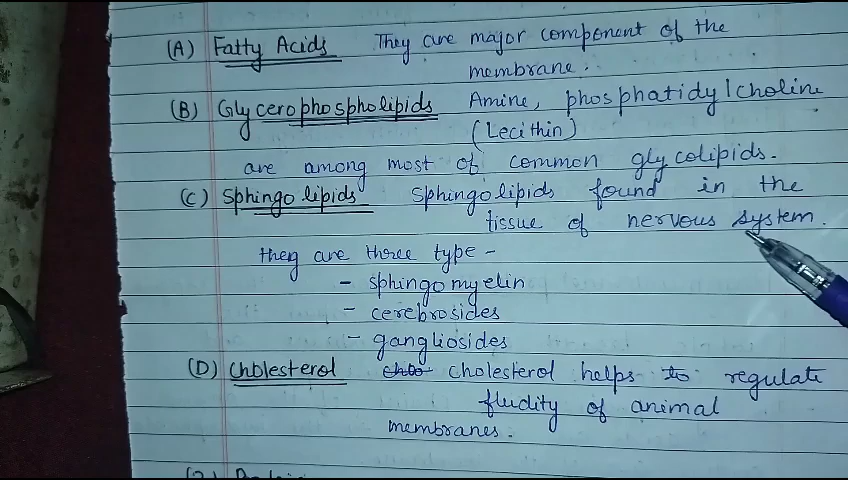 (A) Fatty Acids They are major component of the
membrane.
(B) Glycerophospholipids Amine, phosphatidylcholine
(Lecithin)
are among most of common glycolipids.
(C) Sphingolipids Sphingolipids found in the
tissue of nervous system.
they are three type -
- sphingomyelin
- cerebrosides
- gangliosides
(D) Cholesterol cholesterol helps to regulate
fludity of animal
membranes.